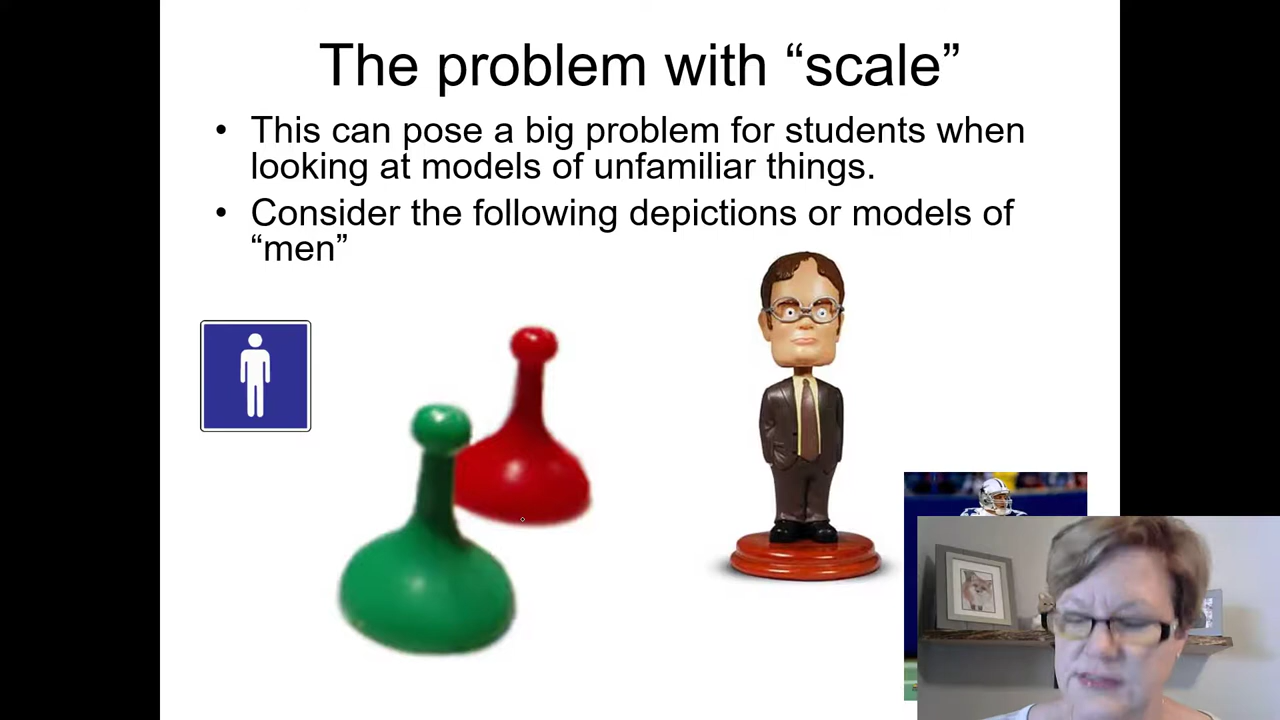 The problem with “scale”
• This can pose a big problem for students when
looking at models of unfamiliar things.
• Consider the following depictions or models of
“men”